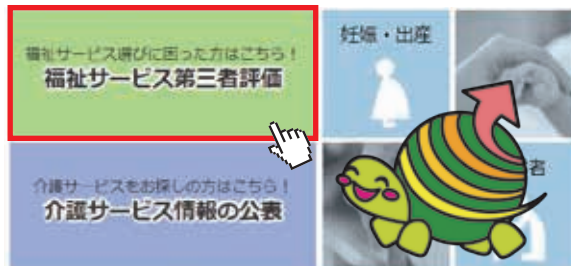 福祉サービス選びに困った方はこちら！
福祉サービス第三者評価
妊娠・出産
介護サービスをお探しの方はこちら！
介護サービス情報の公表
者